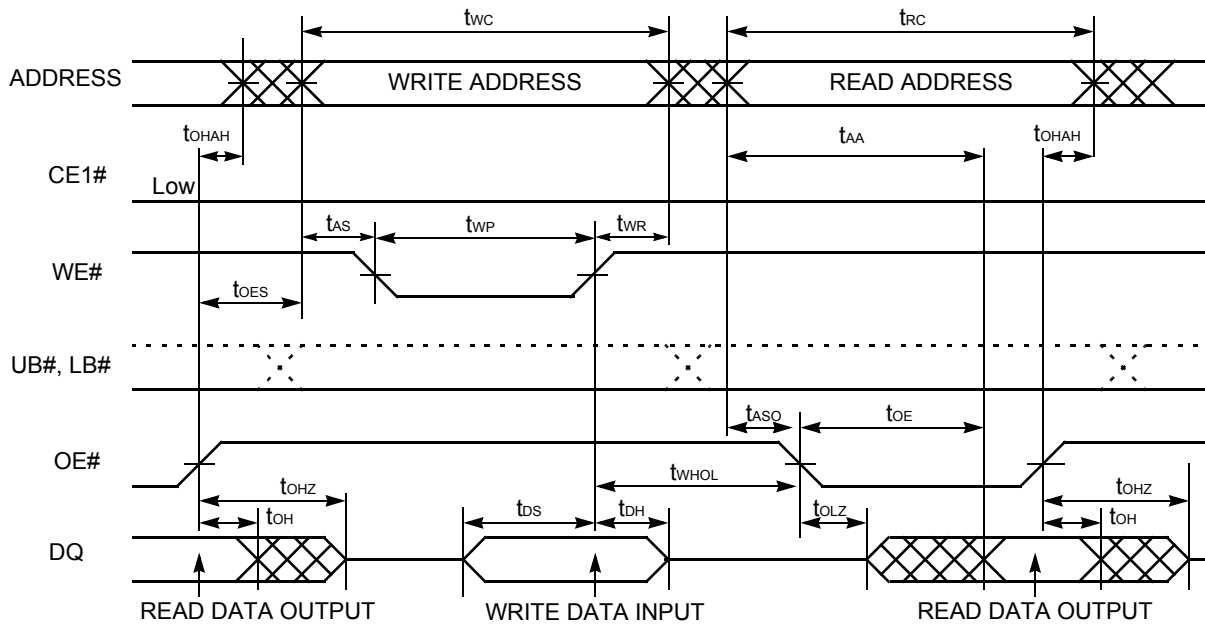 tWC tRC
ADDRESS WRITE ADDRESS READ ADDRESS
tOHAH tAA tOHAH
CE1# Low
tAS tWP tWR
WE#
tOES
UB#, LB#
tASO tOE
OE#
tOHZ tWHOL tOHZ
tOH tDS tDH tOLZ tOH
DQ
READ DATA OUTPUT WRITE DATA INPUT READ DATA OUTPUT